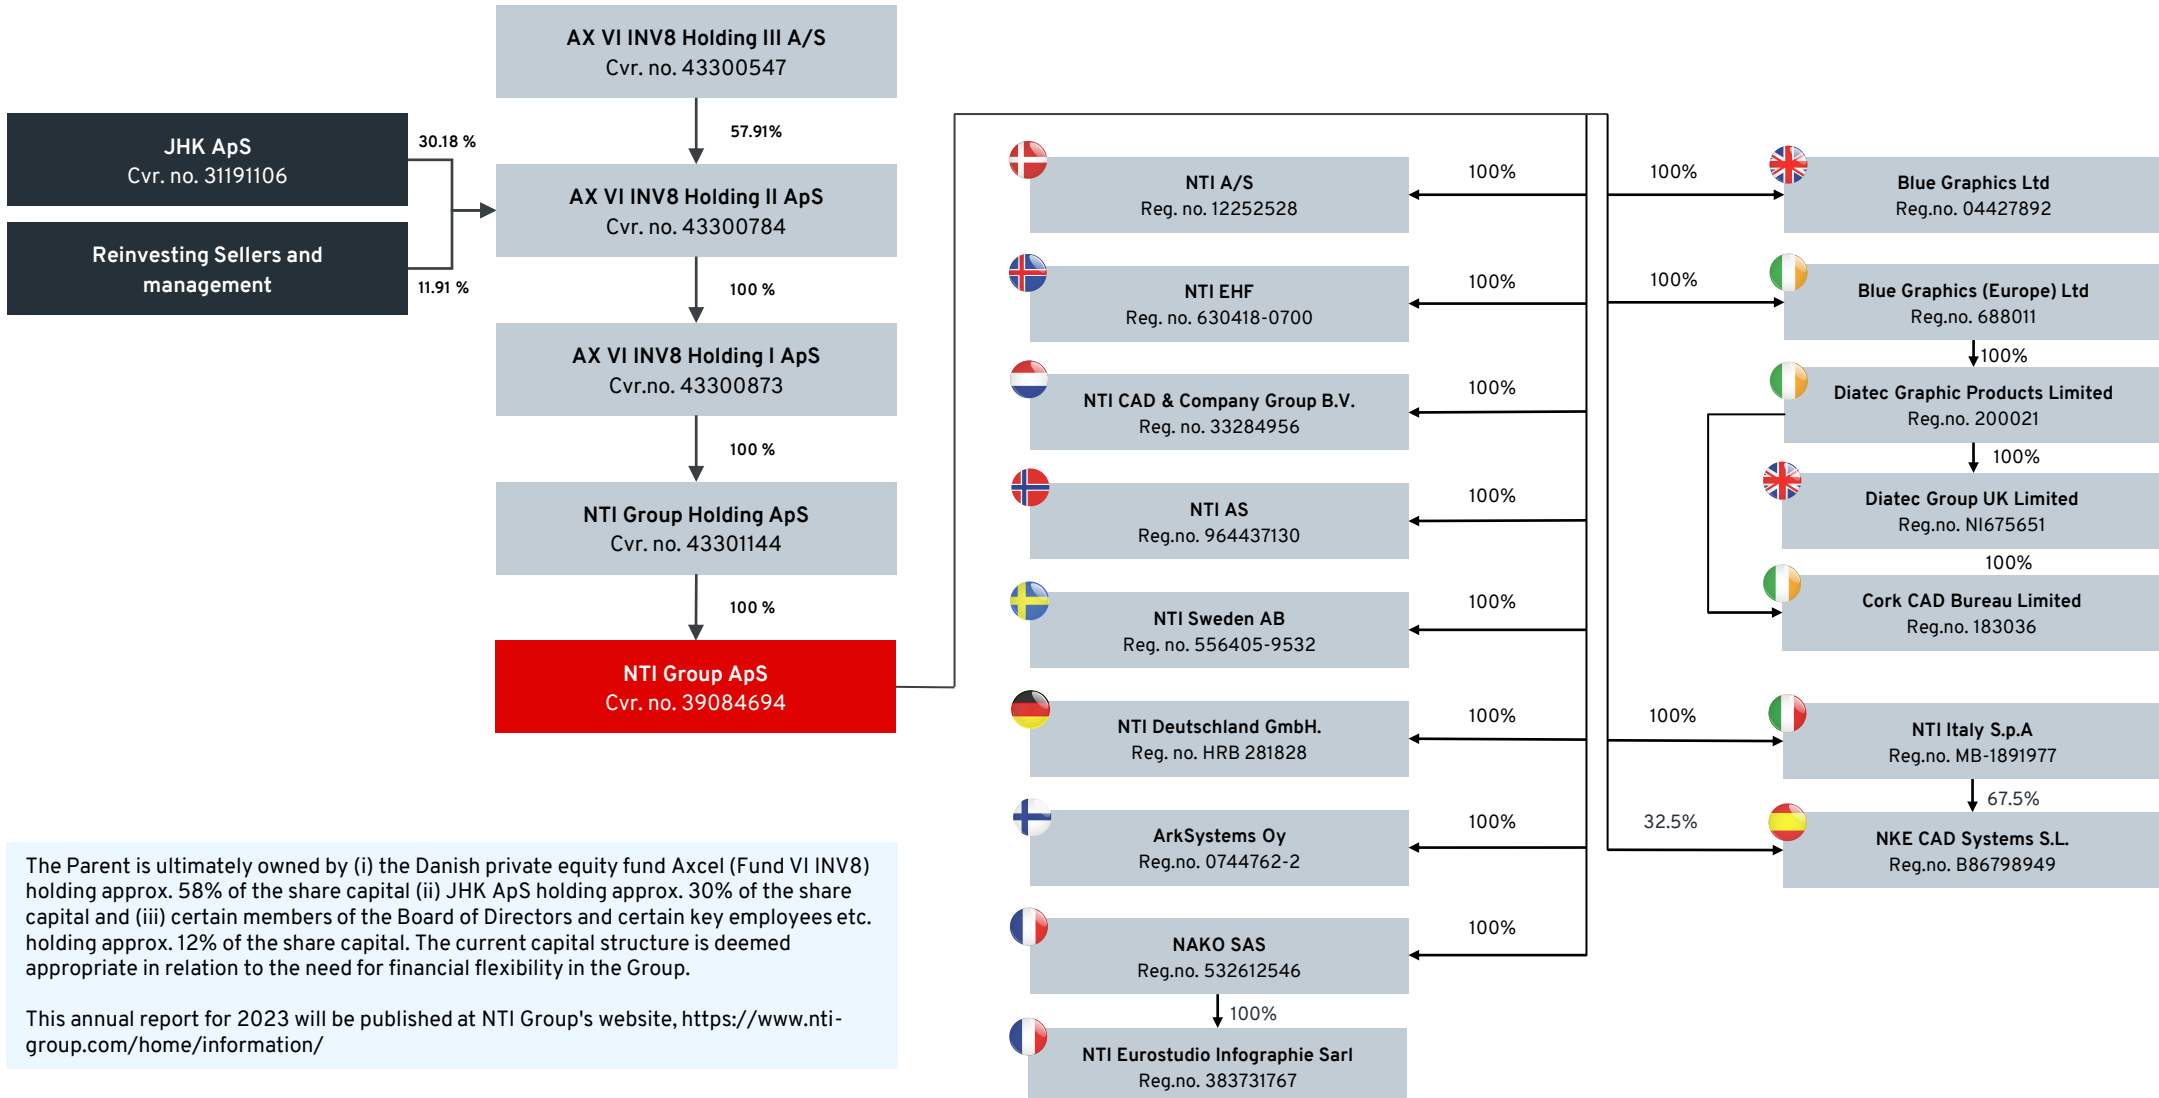 AX VI INV8 Holding III A/S
Cvr. no. 43300547
57.91%
JHK ApS
Cvr. no. 31191106
30.18 %
Reinvesting Sellers and
management
11.91 %
AX VI INV8 Holding II ApS
Cvr. no. 43300784
100 %
AX VI INV8 Holding I ApS
Cvr.no. 43300873
100 %
NTI Group Holding ApS
Cvr. no. 43301144
100 %
NTI Group ApS
Cvr. no. 39084694
The Parent is ultimately owned by (i) the Danish private equity fund Axcel (Fund VI INV8)
holding approx. 58% of the share capital (ii) JHK ApS holding approx. 30% of the share
capital and (iii) certain members of the Board of Directors and certain key employees etc.
holding approx. 12% of the share capital. The current capital structure is deemed
appropriate in relation to the need for financial flexibility in the Group.
This annual report for 2023 will be published at NTI Group's website, https://www.nti-
group.com/home/information/
NTI A/S
Reg. no. 12252528
100%
NTI EHF
Reg. no. 630418-0700
100%
NTI CAD & Company Group B.V.
Reg. no. 33284956
100%
NTI AS
Reg.no. 964437130
100%
NTI Sweden AB
Reg. no. 556405-9532
100%
NTI Deutschland GmbH.
Reg. no. HRB 281828
100%
ArkSystems Oy
Reg.no. 0744762-2
100%
NAKO SAS
Reg.no. 532612546
100%
100%
NTI Eurostudio Infographie Sarl
Reg.no. 383731767
100%
Blue Graphics Ltd
Reg.no. 04427892
100%
Blue Graphics (Europe) Ltd
Reg.no. 688011
100%
Diatec Graphic Products Limited
Reg.no. 200021
100%
Diatec Group UK Limited
Reg.no. NI675651
100%
Cork CAD Bureau Limited
Reg.no. 183036
100%
NTI Italy S.p.A
Reg.no. MB-1891977
67.5%
32.5%
NKE CAD Systems S.L.
Reg.no. B86798949